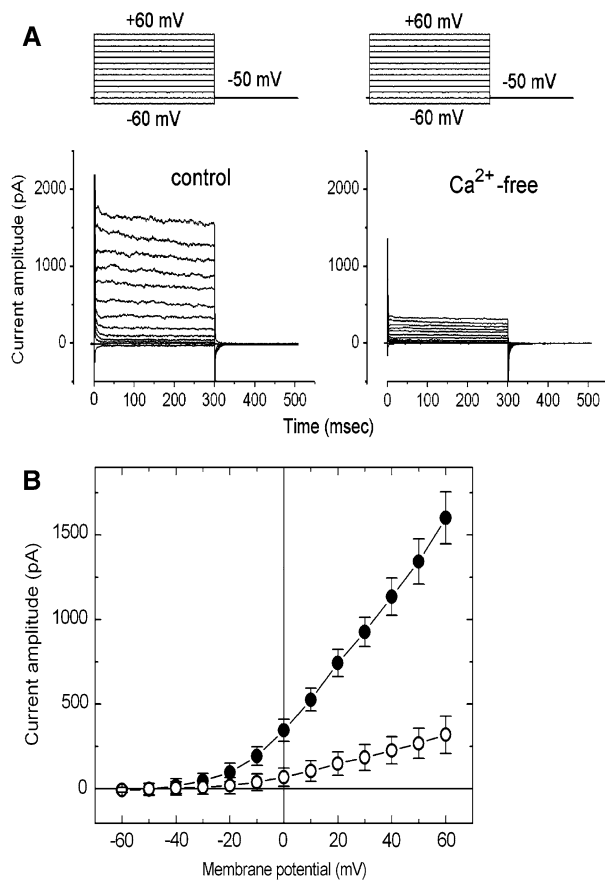 A
+60 mV
-50 mV
-60 mV
+60 mV
-50 mV
-60 mV
Current amplitude (pA)
2000
1000
0
control
0 100 200 300 400 500
2000
1000
0
Ca2+ -free
0 100 200 300 400 500
Time (msec)
B
Current amplitude (pA)
1500
1000
500
0
-60 -40 -20 0 20 40 60
Membrane potential (mV)